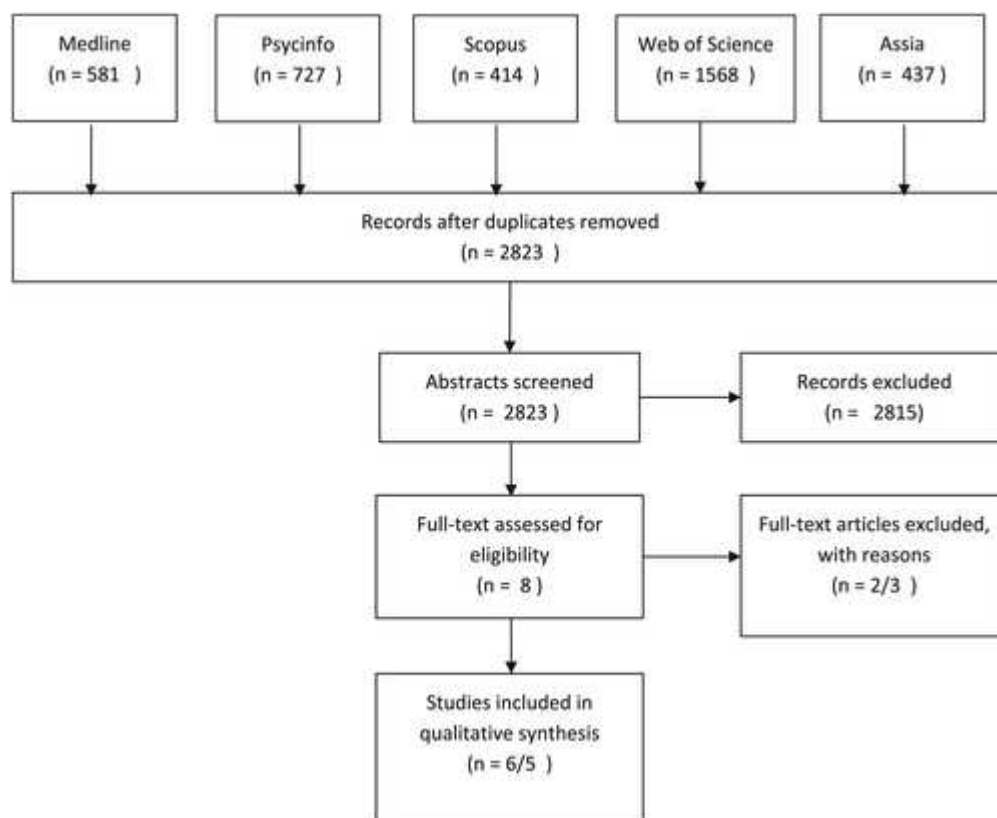 Medline
(n = 581 )
Psycinfo
(n = 727 )
Scopus
(n = 414 )
Web of Science
(n = 1568 )
Assia
(n = 437 )
Records after duplicates removed
(n = 2823 )
Abstracts screened
(n = 2823 )
Records excluded
(n = 2815)
Full-text assessed for
eligibility
(n = 8 )
Full-text articles excluded,
with reasons
(n = 2/3 )
Studies included in
qualitative synthesis
(n = 6/5 )